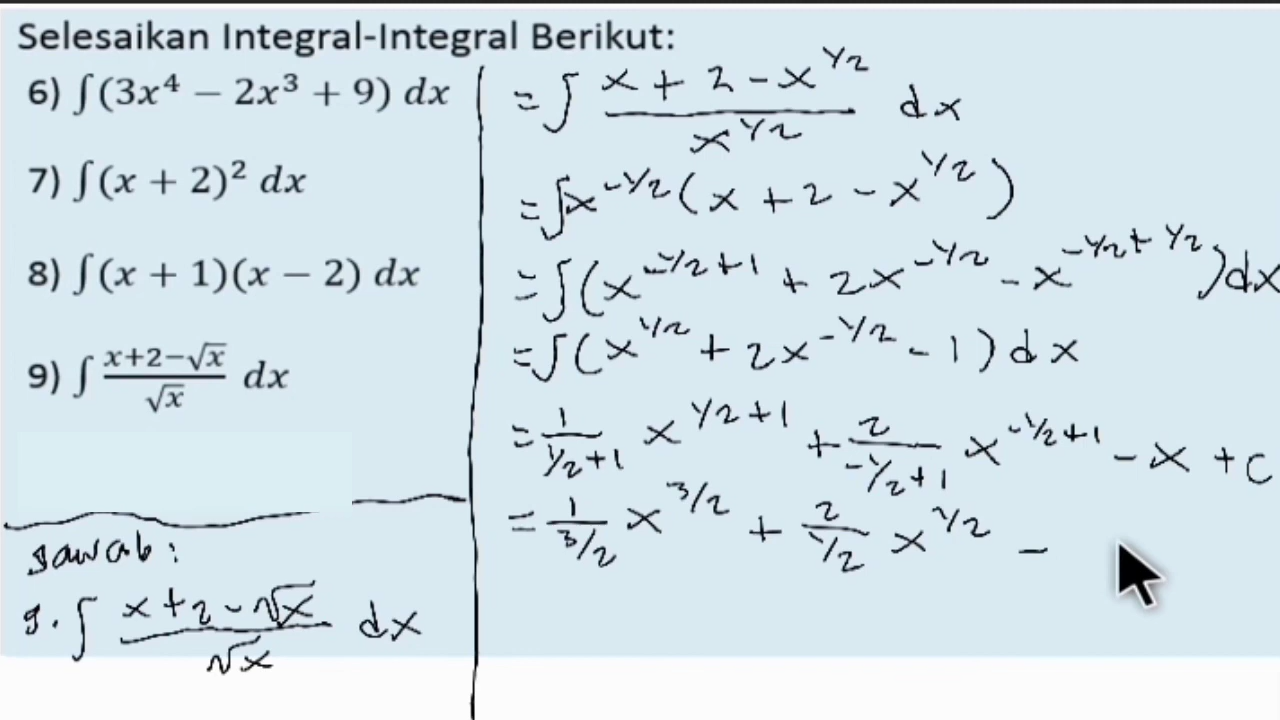 Selesaikan Integral-Integral Berikut:
6) ∫(3x⁴ − 2x³ + 9) dx
7) ∫(x + 2)² dx
8) ∫(x + 1)(x − 2) dx
9) ∫ (x+2−√x)/√x dx
Jawab:
9. ∫ (x+2-√x)/√x dx
= ∫ (x + 2 - x^1/2)/x^1/2 dx
= ∫x^-1/2 (x + 2 - x^1/2)
= ∫(x^-1/2+1 + 2x^-1/2 - x^-1/2+1/2)dx
= ∫(x^1/2 + 2x^-1/2 - 1) dx
= 1/(1/2+1) x^1/2+1 + 2/(-1/2+1) x^-1/2+1 - x + C
= 1/(3/2) x^3/2 + 2/(1/2) x^1/2 -